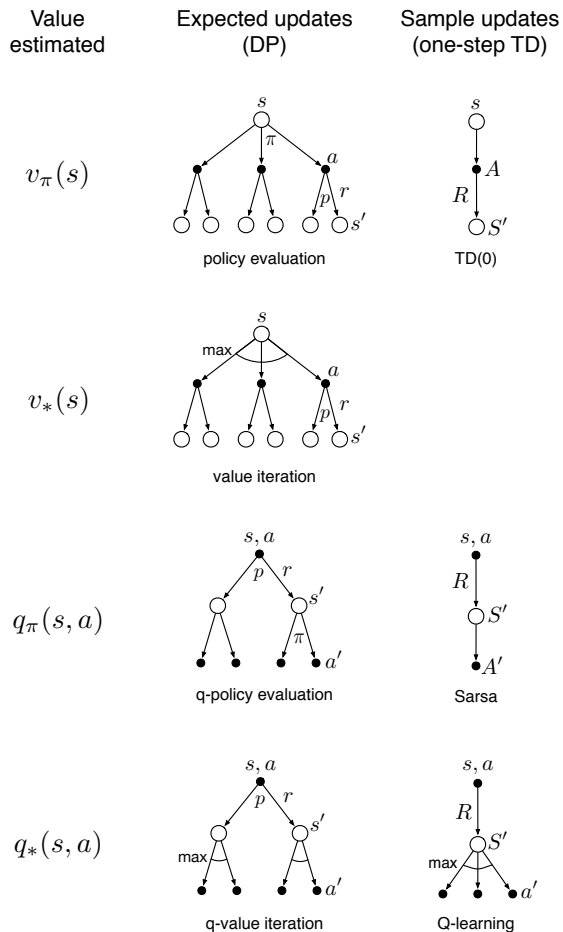 Value estimated
Expected updates (DP)
Sample updates (one-step TD)
v_π(s)
s
π
a
p
r
s′
policy evaluation
s
A
R
S′
TD(0)
v_*(s)
s
max
a
p
r
s′
value iteration
q_π(s, a)
s, a
p
r
s′
π
a′
q-policy evaluation
s, a
R
S′
A′
Sarsa
q_*(s, a)
s, a
p
r
s′
max
a′
q-value iteration
s, a
R
S′
max
a′
Q-learning